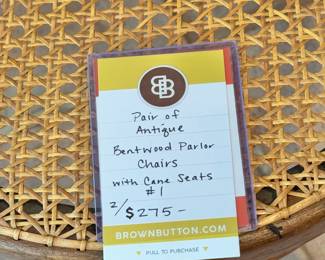 BB
Pair of
Antique
Bentwood Parlor
Chairs
with Cane Seats
#1
2/$275-
BROWNBUTTON.COM
PULL TO PURCHASE